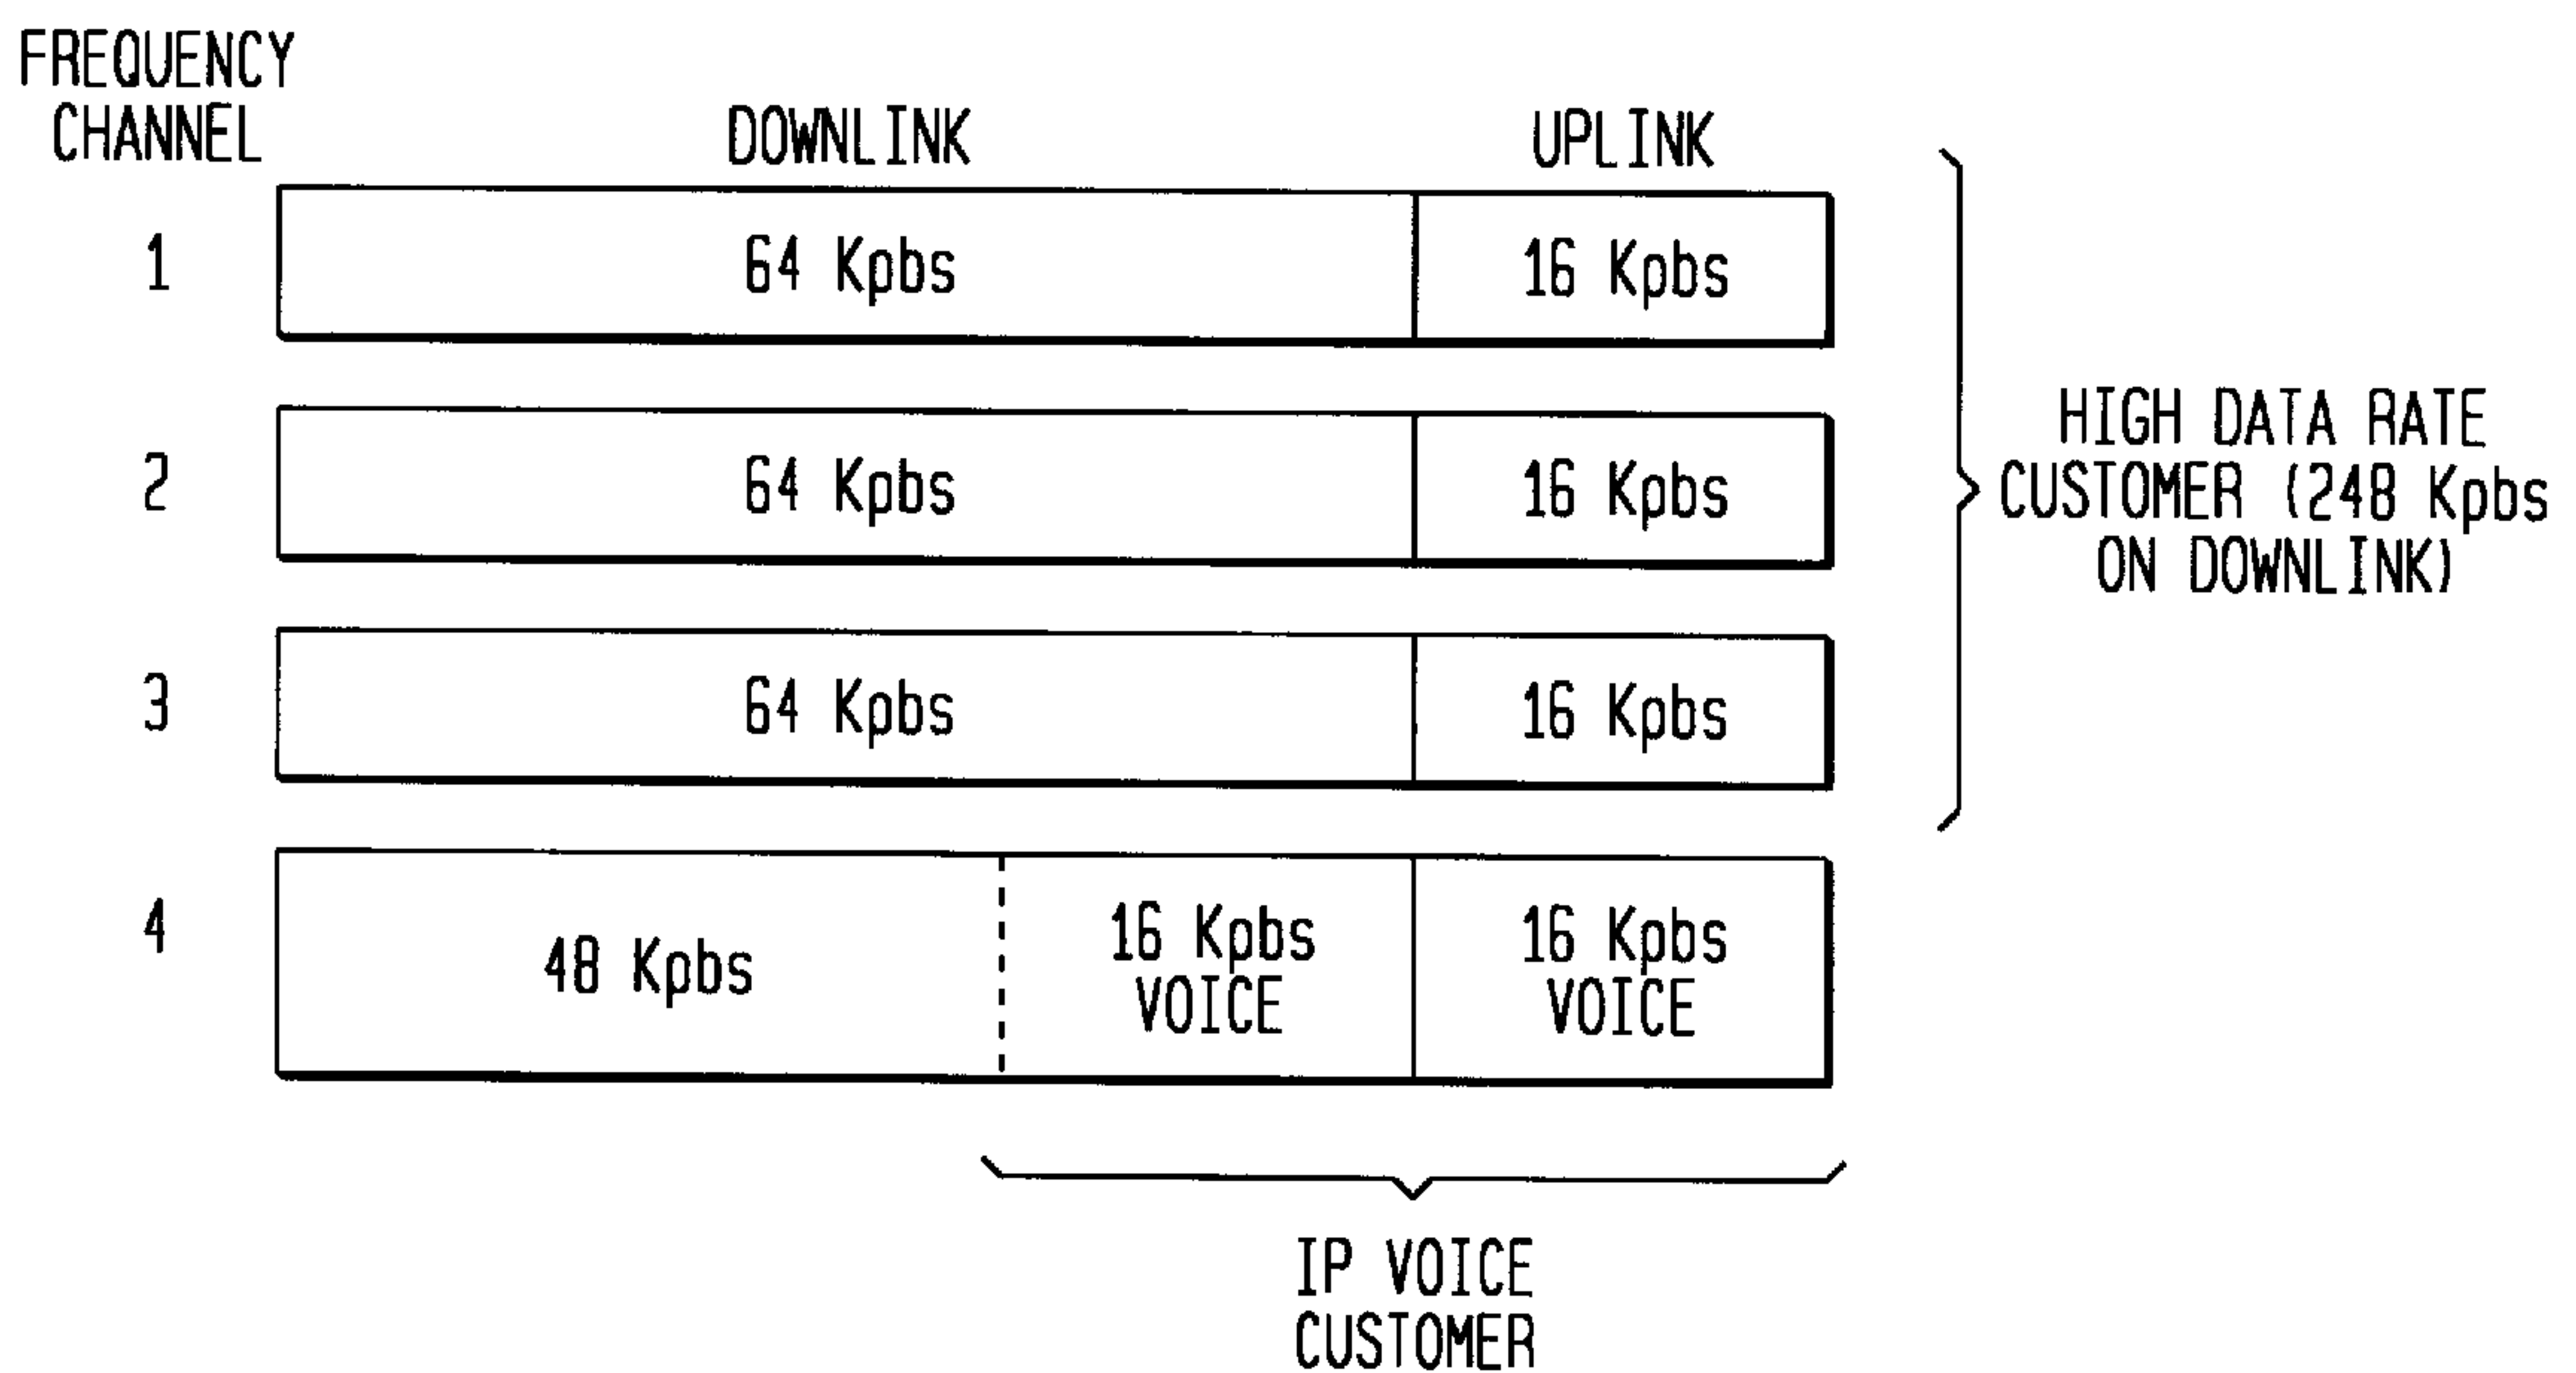 FREQUENCY
CHANNEL
DOWNLINK
UPLINK
1
64 Kpbs
16 Kpbs
2
64 Kpbs
16 Kpbs
3
64 Kpbs
16 Kpbs
HIGH DATA RATE
CUSTOMER (248 Kpbs
ON DOWNLINK)
4
48 Kpbs
16 Kpbs
VOICE
16 Kpbs
VOICE
IP VOICE
CUSTOMER